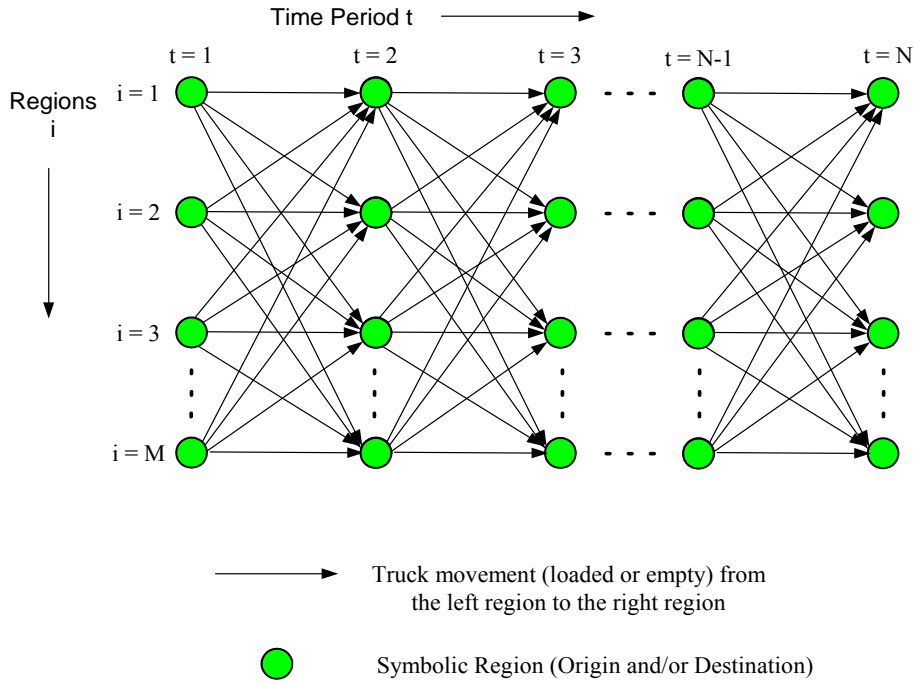 Time Period t
t = 1
t = 2
t = 3
t = N-1
t = N
Regions
i
i = 1
i = 2
i = 3
i = M
Truck movement (loaded or empty) from
the left region to the right region
Symbolic Region (Origin and/or Destination)